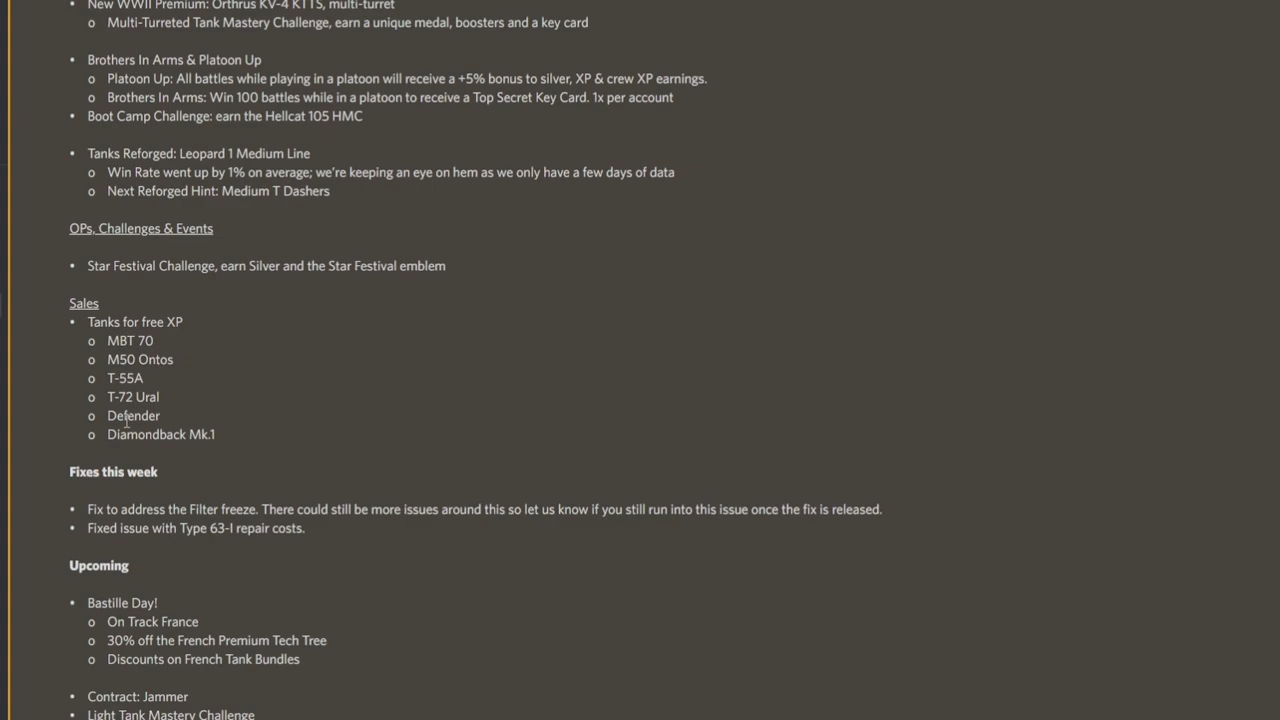 • New WWII Premium: Orthrus KV-4 KTTS, multi-turret
o Multi-Turreted Tank Mastery Challenge, earn a unique medal, boosters and a key card
• Brothers In Arms & Platoon Up
o Platoon Up: All battles while playing in a platoon will receive a +5% bonus to silver, XP & crew XP earnings.
o Brothers In Arms: Win 100 battles while in a platoon to receive a Top Secret Key Card. 1x per account
• Boot Camp Challenge: earn the Hellcat 105 HMC
• Tanks Reforged: Leopard 1 Medium Line
o Win Rate went up by 1% on average; we’re keeping an eye on hem as we only have a few days of data
o Next Reforged Hint: Medium T Dashers
OPs, Challenges & Events
• Star Festival Challenge, earn Silver and the Star Festival emblem
Sales
• Tanks for free XP
o MBT 70
o M50 Ontos
o T-55A
o T-72 Ural
o Defender
o Diamondback Mk.1
Fixes this week
• Fix to address the Filter freeze. There could still be more issues around this so let us know if you still run into this issue once the fix is released.
• Fixed issue with Type 63-I repair costs.
Upcoming
• Bastille Day!
o On Track France
o 30% off the French Premium Tech Tree
o Discounts on French Tank Bundles
• Contract: Jammer
• Light Tank Mastery Challenge